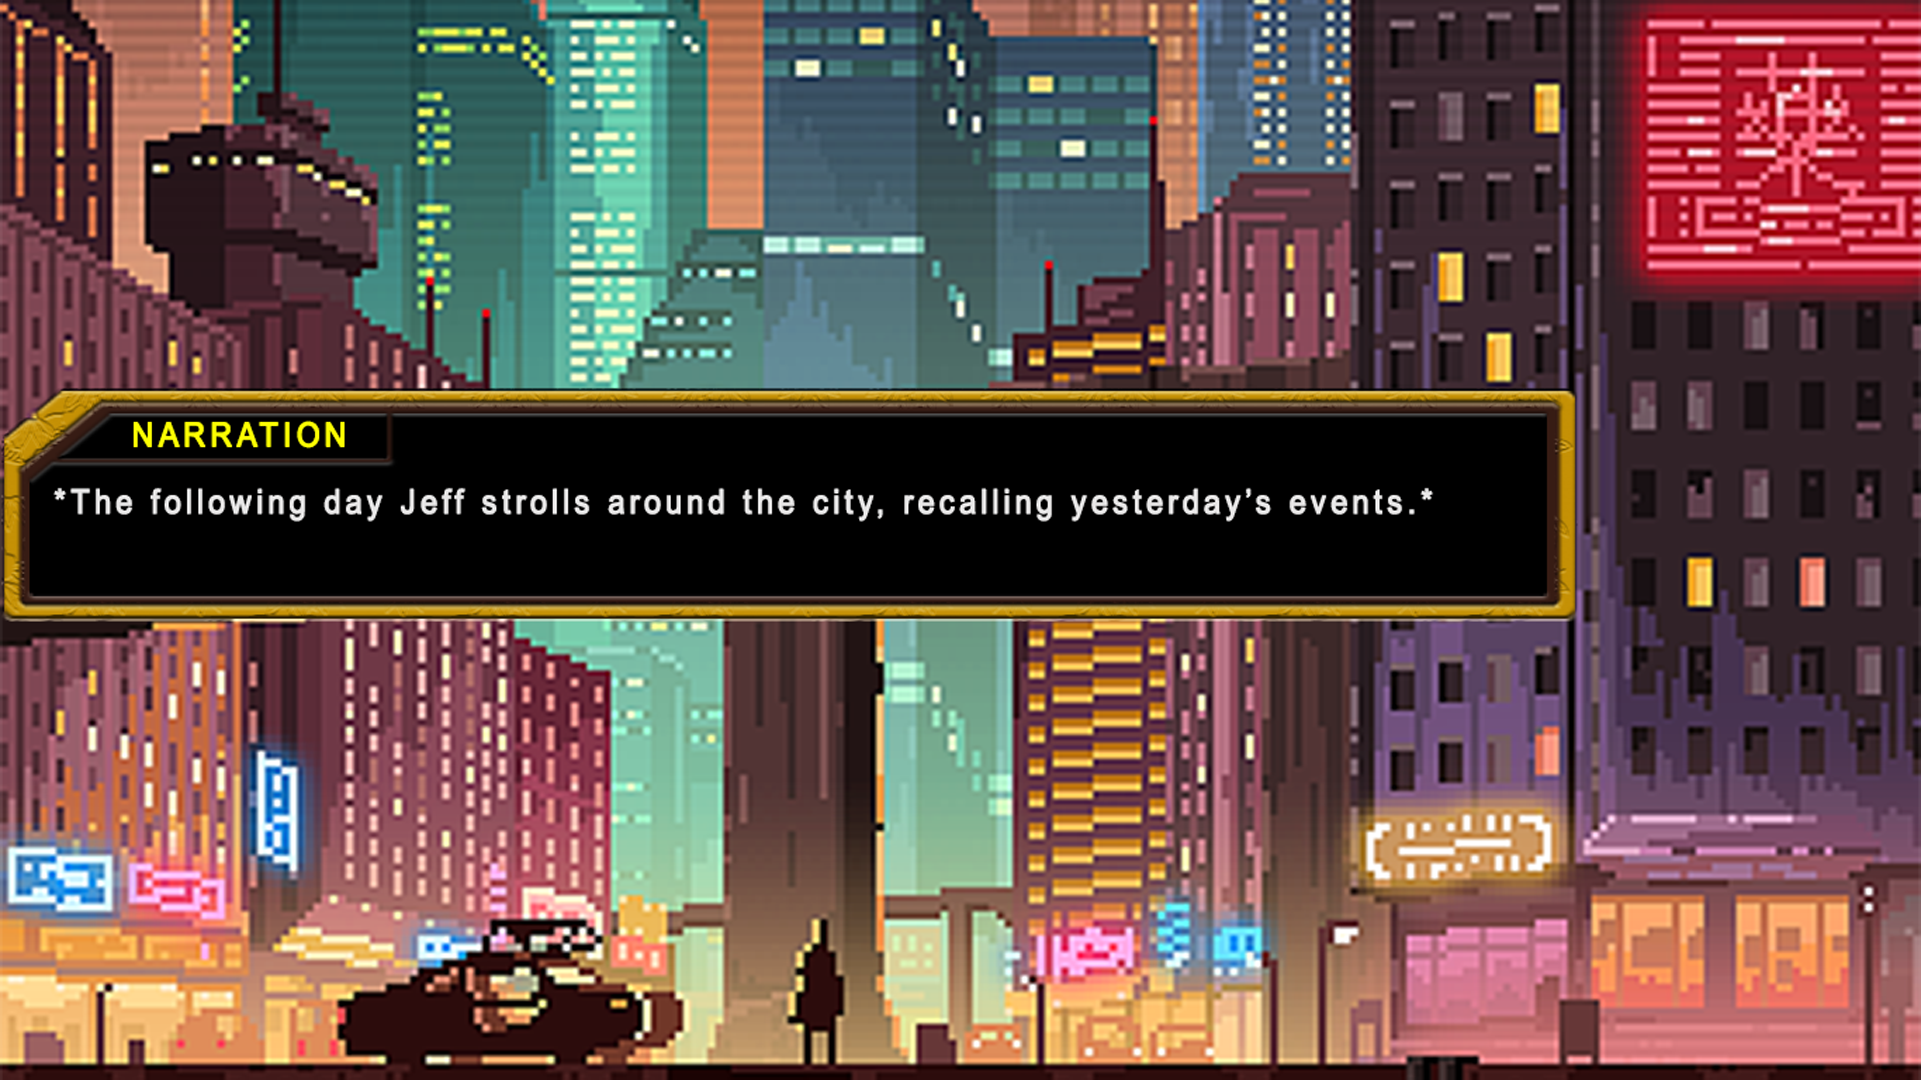 NARRATION
*The following day Jeff strolls around the city, recalling yesterday’s events.*